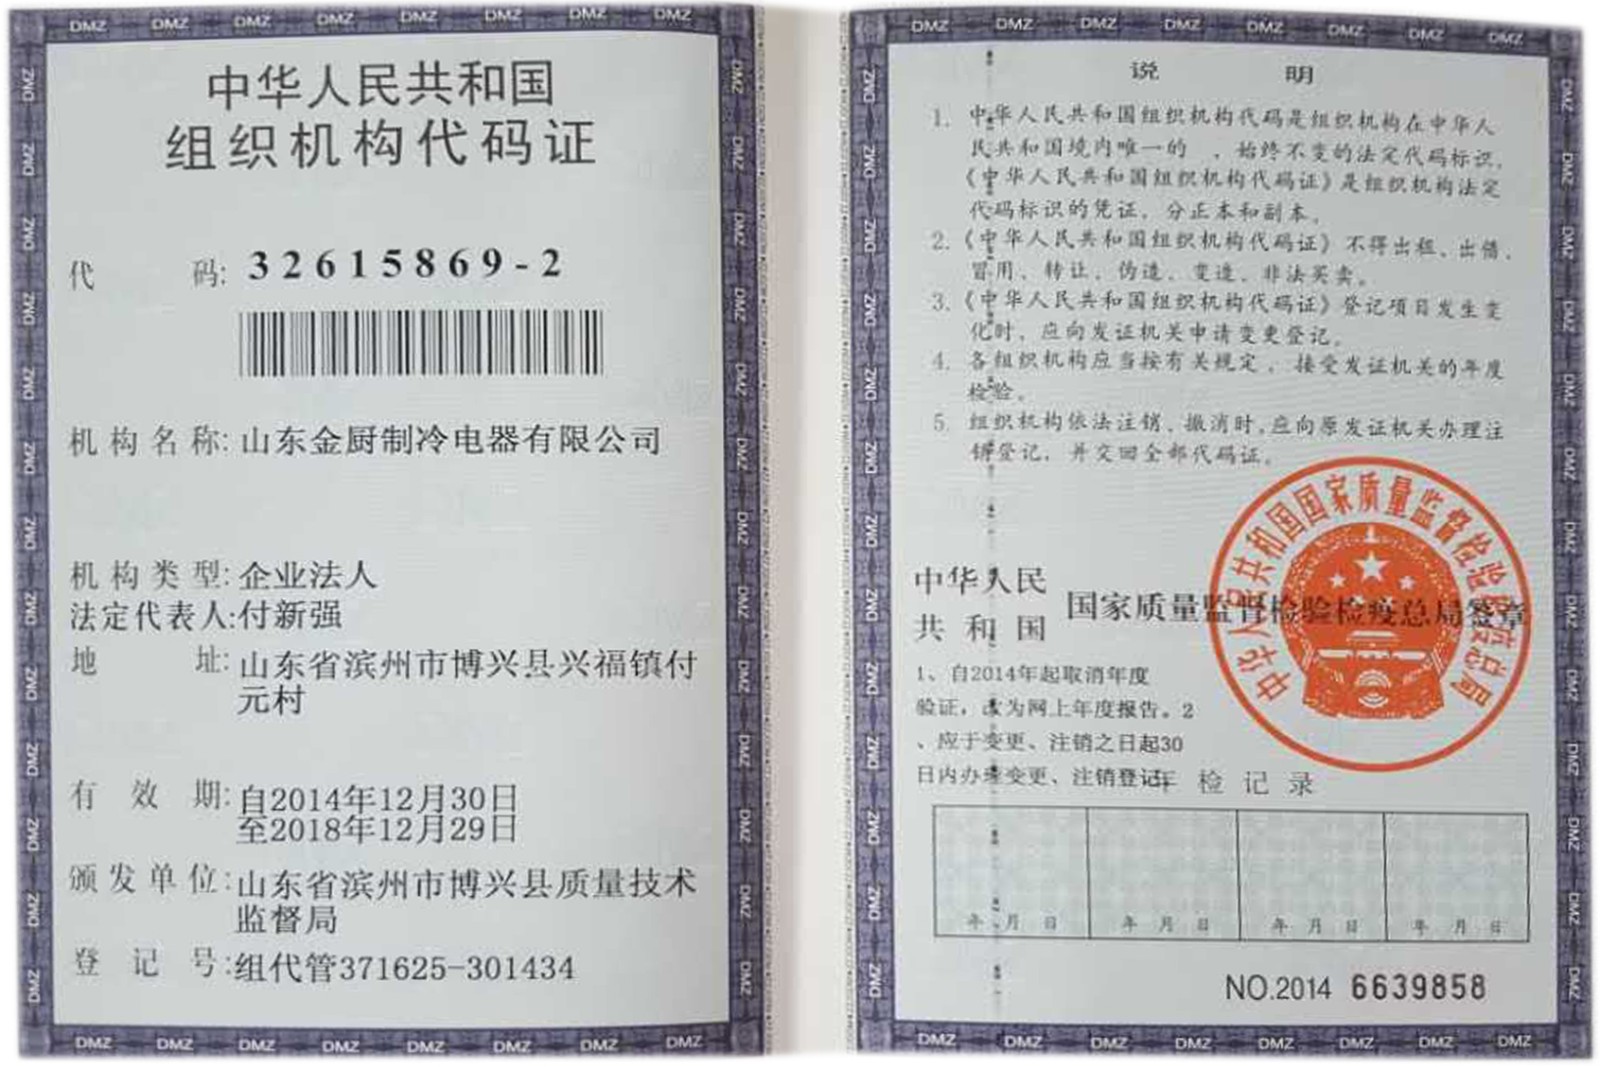 中华人民共和国
组织机构代码证
代 码: 32615869-2
机构名称: 山东金厨制冷电器有限公司
机构类型: 企业法人
法定代表人: 付新强
地 址: 山东省滨州市博兴县兴福镇付
元村
有 效 期: 自2014年12月30日
至2018年12月29日
颁发单位: 山东省滨州市博兴县质量技术
监督局
登 记 号: 组代管371625-301434
说 明
1. 中华人民共和国组织机构代码是组织机构在中华人
民共和国境内唯一的 、始终不变的法定代码标识,
《中华人民共和国组织机构代码证》是组织机构法定
代码标识的凭证, 分正本和副本。
2. 《中华人民共和国组织机构代码证》不得出租、出借、
冒用、转让、伪造、变造、非法买卖。
3. 《中华人民共和国组织机构代码证》登记项目发生变
化时, 应向发证机关申请变更登记。
4. 各组织机构应当按有关规定, 接受发证机关的年度
检验。
5. 组织机构依法注销、撤消时,应向原发证机关办理注
销登记, 并交回全部代码证。
中华人民
共和国
国家质量监督检验检疫总局签章
中华人民共和国国家质量监督检验检疫总局
1、自2014年起取消年度
验证, 改为网上年度报告。2
、应于变更、注销之日起30
日内办理变更、注销登记。
年 检 记 录
年 月 日 年 月 日 年 月 日 年 月 日
NO.2014 6639858
DMZ